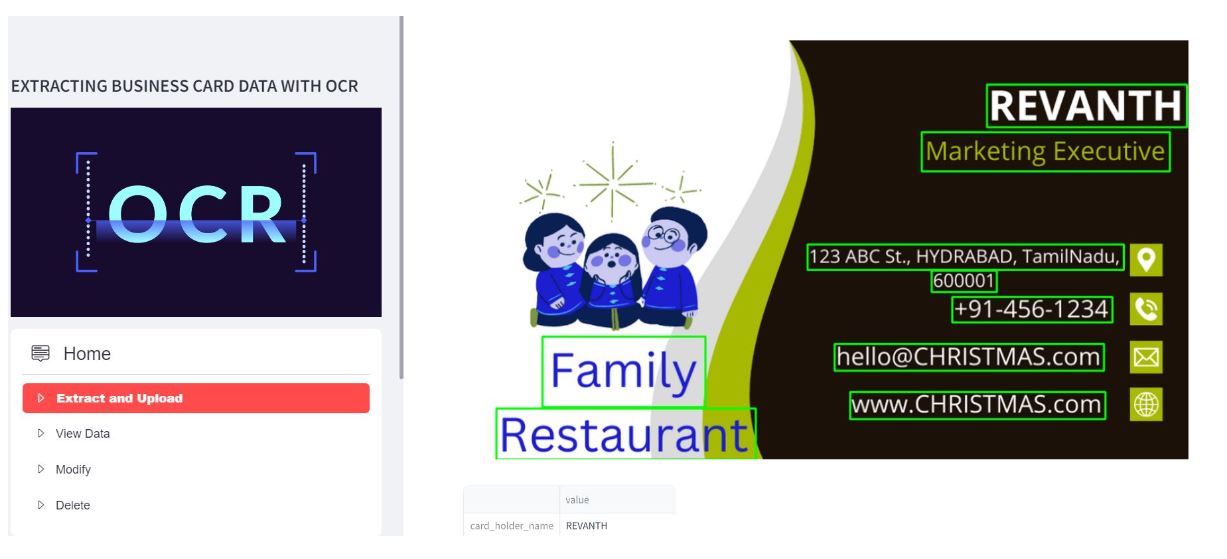 EXTRACTING BUSINESS CARD DATA WITH OCR
OCR
Home
Extract and Upload
View Data
Modify
Delete
REVANTH
Marketing Executive
123 ABC St., HYDRABAD, TamilNadu,
600001
+91-456-1234
hello@CHRISTMAS.com
www.CHRISTMAS.com
Family
Restaurant
value
card_holder_name REVANTH